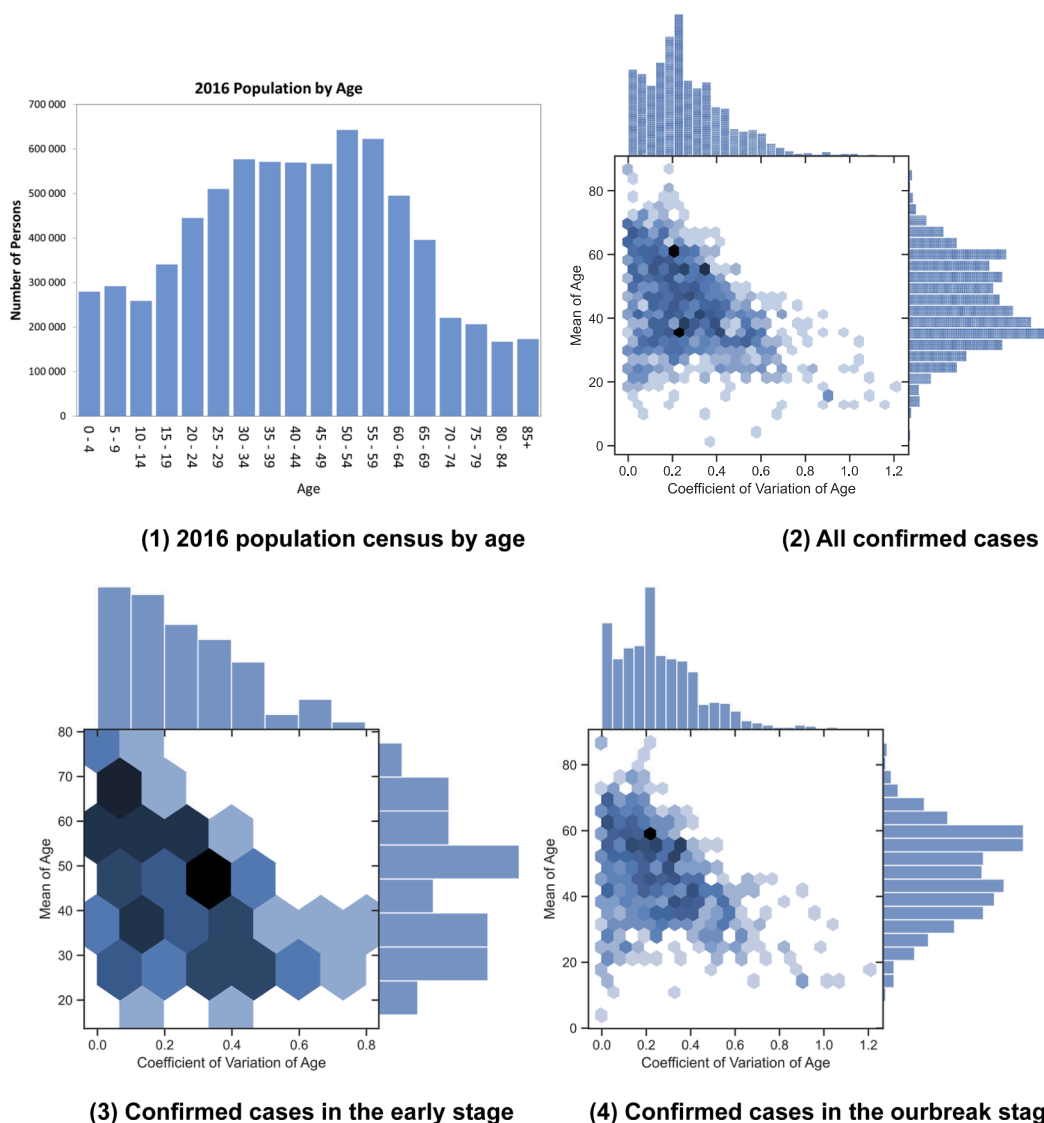 2016 Population by Age
Number of Persons
700 000
600 000
500 000
400 000
300 000
200 000
100 000
0
0 - 4
5 - 9
10 - 14
15 - 19
20 - 24
25 - 29
30 - 34
35 - 39
40 - 44
45 - 49
50 - 54
55 - 59
60 - 64
65 - 69
70 - 74
75 - 79
80 - 84
85+
Age
(1) 2016 population census by age
Mean of Age
80
60
40
20
0
0.0 0.2 0.4 0.6 0.8 1.0 1.2
Coefficient of Variation of Age
(2) All confirmed cases
Mean of Age
80
70
60
50
40
30
20
0.0 0.2 0.4 0.6 0.8
Coefficient of Variation of Age
(3) Confirmed cases in the early stage
Mean of Age
80
60
40
20
0
0.0 0.2 0.4 0.6 0.8 1.0 1.2
Coefficient of Variation of Age
(4) Confirmed cases in the ourbreak stag